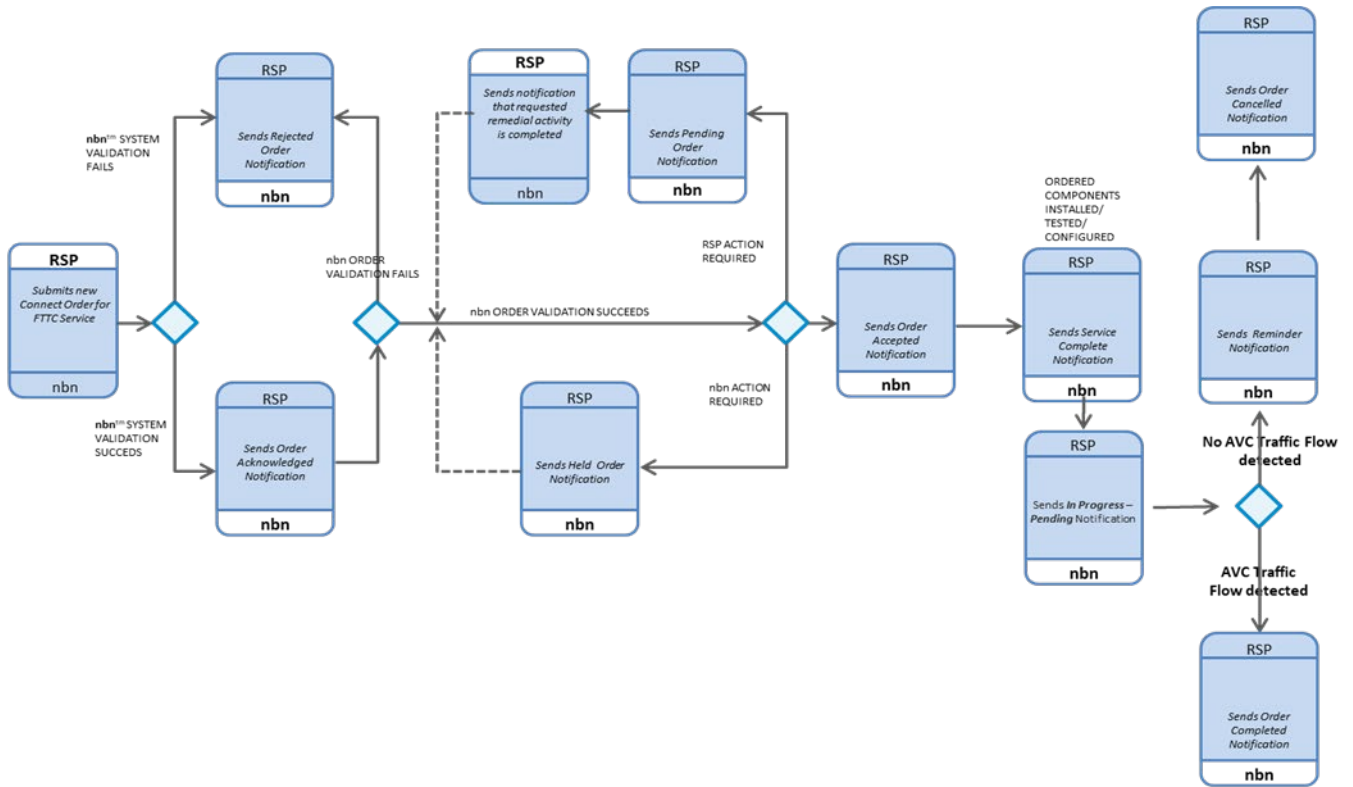 RSP
Submits new
Connect Order for
FTTC Service
nbn
nbn™ SYSTEM
VALIDATION
FAILS
nbn™ SYSTEM
VALIDATION
SUCCEDS
RSP
Sends Rejected
Order
Notification
nbn
RSP
Sends Order
Acknowledged
Notification
nbn
nbn ORDER
VALIDATION FAILS
nbn ORDER VALIDATION SUCCEEDS
RSP
Sends notification
that requested
remedial activity
is completed
nbn
RSP
Sends Pending
Order
Notification
nbn
RSP
Sends Held Order
Notification
nbn
RSP ACTION
REQUIRED
nbn ACTION
REQUIRED
RSP
Sends Order
Accepted
Notification
nbn
ORDERED
COMPONENTS
INSTALLED/
TESTED/
CONFIGURED
RSP
Sends Service
Complete
Notification
nbn
RSP
Sends In Progress –
Pending Notification
nbn
RSP
Sends Order
Cancelled
Notification
nbn
RSP
Sends Reminder
Notification
nbn
No AVC Traffic Flow
detected
AVC Traffic
Flow detected
RSP
Sends Order
Completed
Notification
nbn